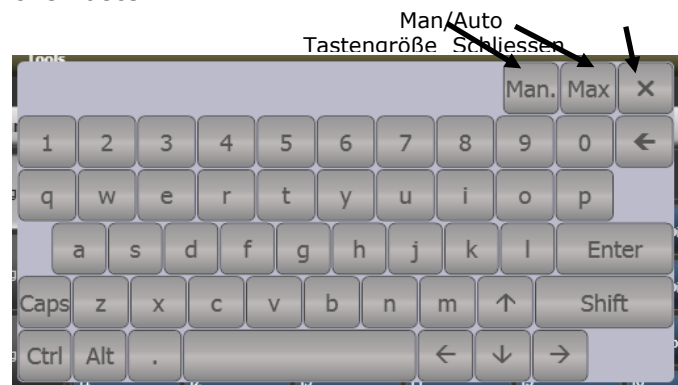 Man/Auto
Tastengröße Schliessen
Tools
Man. Max ×
1 2 3 4 5 6 7 8 9 0 ←
q w e r t y u i o p
a s d f g h j k l Enter
Caps z x c v b n m ↑ Shift
Ctrl Alt . ← ↓ →